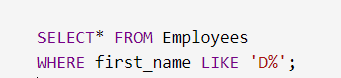 SELECT* FROM Employees
WHERE first_name LIKE 'D%';